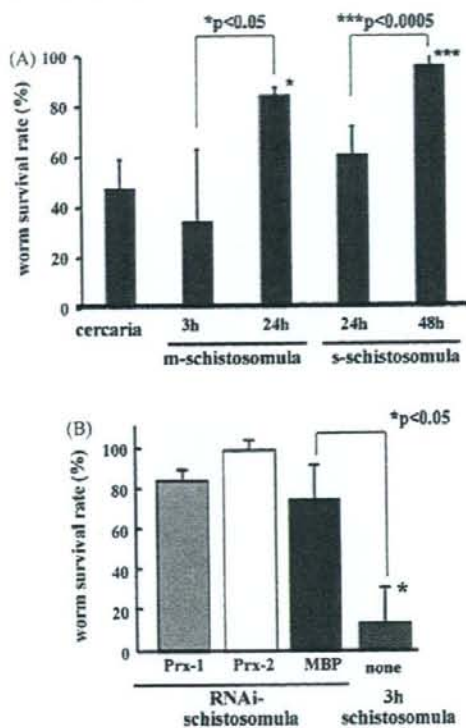 *p<0.05 ***p<0.0005
(A)
worm survival rate (%)
100
80
60
40
20
0
* ***
cercaria 3h 24h 24h 48h
m-schistosomula s-schistosomula
(B)
*p<0.05
worm survival rate (%)
100
80
60
40
20
0
*
Prx-1 Prx-2 MBP none
RNAi- 3h
schistosomula schistosomula